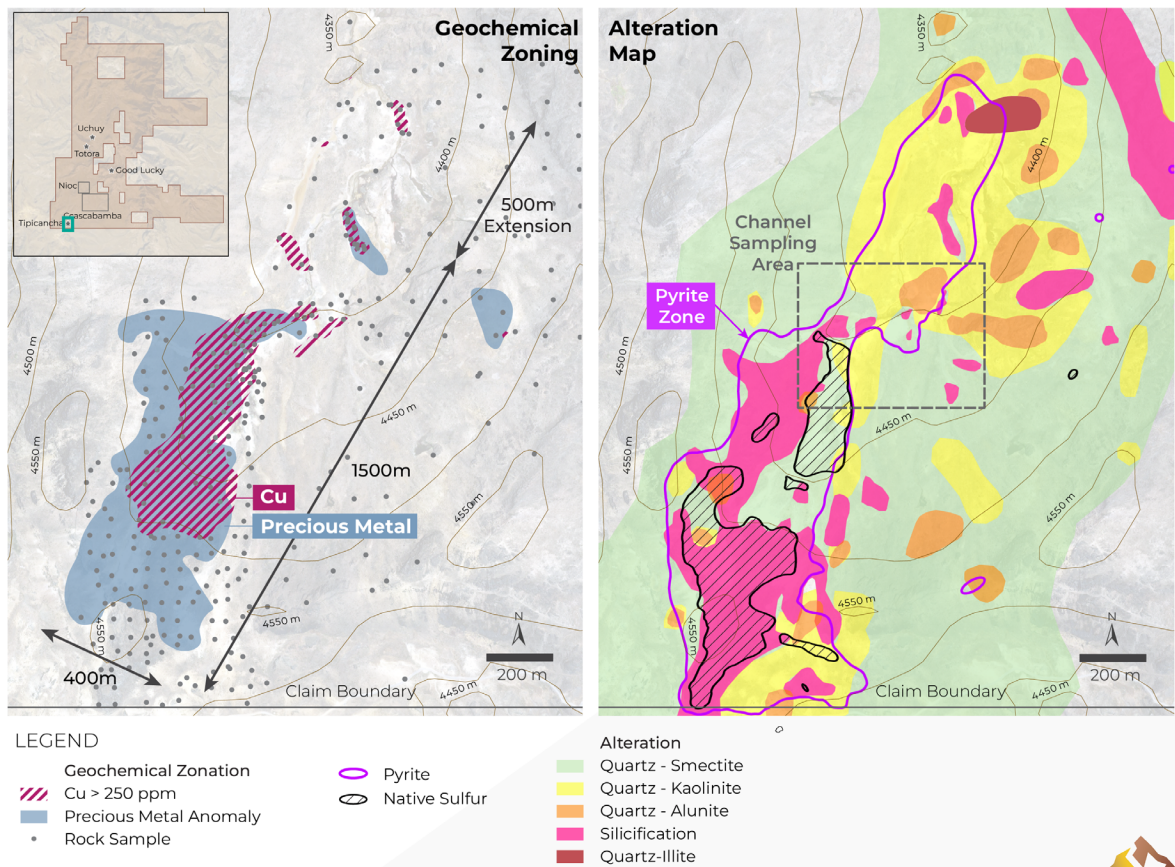 Geochemical
Zoning
4350 m
Uchuy
Totora
Good Lucky
Nioc
Ccascabamba
Tipicancha
4400 m
500m
Extension
4500 m
4450 m
4550 m
1500m
Cu
4550 m
Precious Metal
4550 m
4550 m
N
400m
200 m
Claim Boundary
4450 m
Alteration
Map
4350 m
4400 m
Channel
Sampling
Area
Pyrite
Zone
4500 m
4450 m
4550 m
4550 m
4550 m
4550 m
N
200 m
Claim Boundary
4450 m
LEGEND
Geochemical Zonation
Cu > 250 ppm
Precious Metal Anomaly
Rock Sample
Pyrite
Native Sulfur
Alteration
Quartz - Smectite
Quartz - Kaolinite
Quartz - Alunite
Silicification
Quartz-Illite